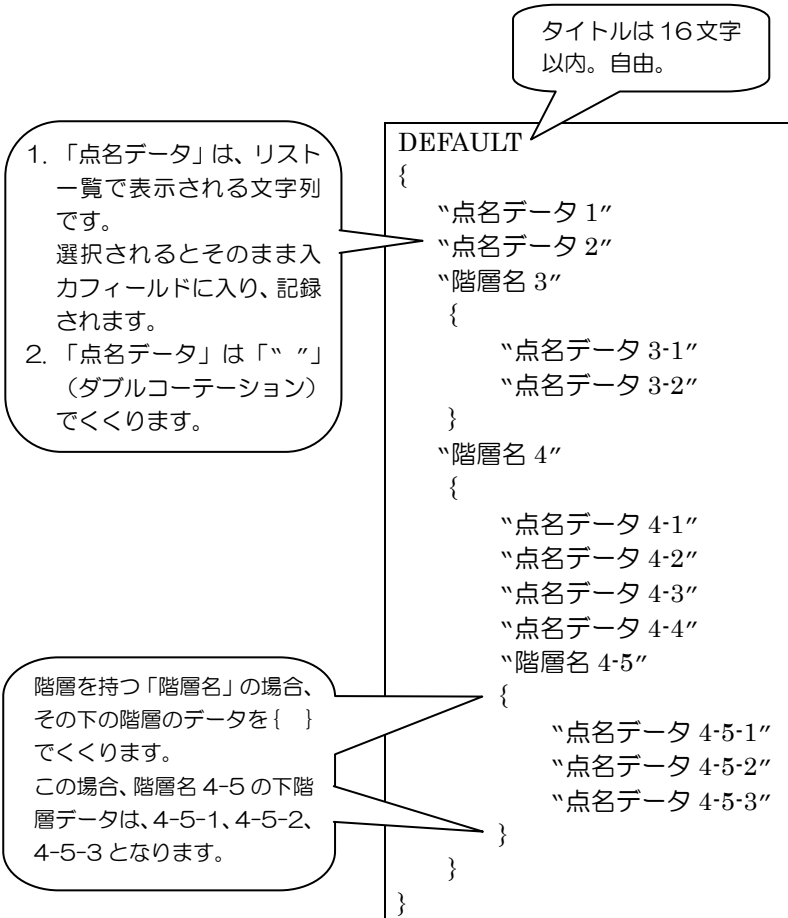 タイトルは16文字
以内。自由。
1. 「点名データ」は、リスト
一覧で表示される文字列
です。
選択されるとそのまま入
力フィールドに入り、記録
されます。
2. 「点名データ」は「〝 〞」
（ダブルコーテーション）
でくくります。
DEFAULT
{
〝点名データ 1〞
〝点名データ 2〞
〝階層名 3〞
{
〝点名データ 3-1〞
〝点名データ 3-2〞
}
〝階層名 4〞
{
〝点名データ 4-1〞
〝点名データ 4-2〞
〝点名データ 4-3〞
〝点名データ 4-4〞
〝階層名 4-5〞
{
〝点名データ 4-5-1〞
〝点名データ 4-5-2〞
〝点名データ 4-5-3〞
}
}
}
階層を持つ「階層名」の場合、
その下の階層のデータを{ }
でくくります。
この場合、階層名 4-5 の下階
層データは、4-5-1、4-5-2、
4-5-3 となります。